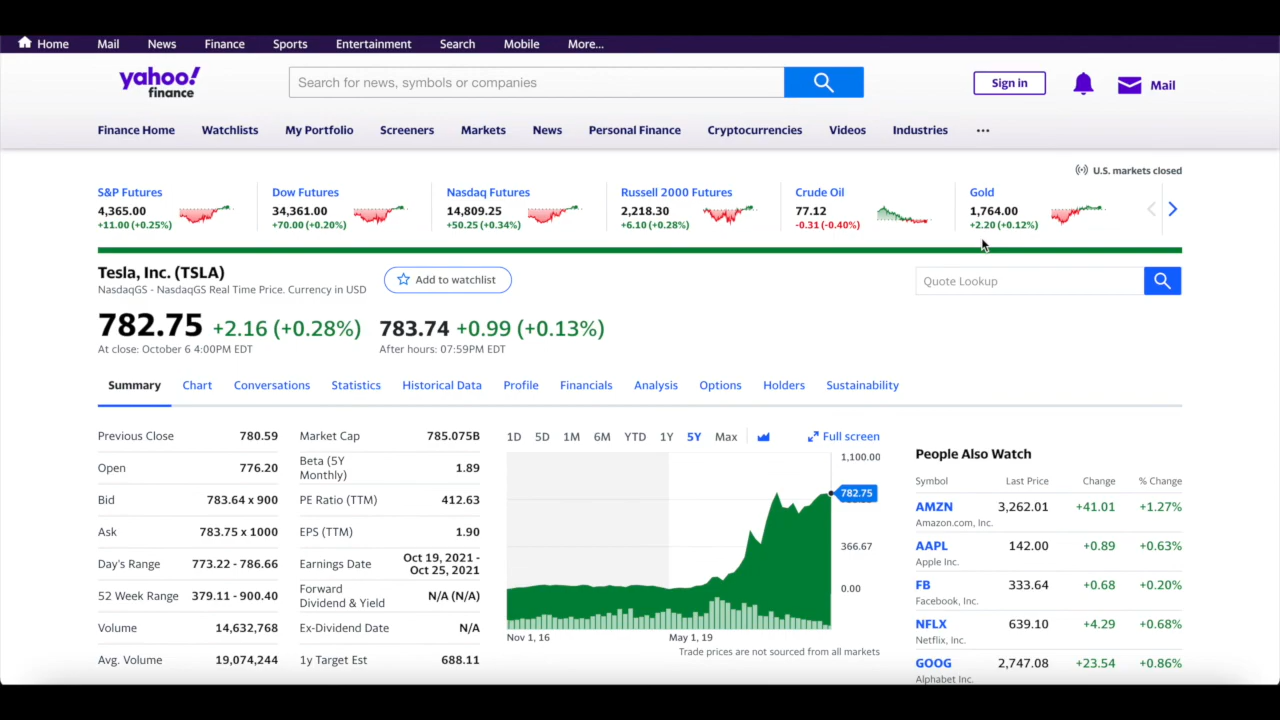 Home Mail News Finance Sports Entertainment Search Mobile More...
yahoo!
finance
Search for news, symbols or companies
Sign in
Mail
Finance Home Watchlists My Portfolio Screeners Markets News Personal Finance Cryptocurrencies Videos Industries ...
U.S. markets closed
S&P Futures
4,365.00
+11.00 (+0.25%)
Dow Futures
34,361.00
+70.00 (+0.20%)
Nasdaq Futures
14,809.25
+50.25 (+0.34%)
Russell 2000 Futures
2,218.30
+6.10 (+0.28%)
Crude Oil
77.12
-0.31 (-0.40%)
Gold
1,764.00
+2.20 (+0.12%)
Tesla, Inc. (TSLA)
NasdaqGS - NasdaqGS Real Time Price. Currency in USD
Add to watchlist
Quote Lookup
782.75 +2.16 (+0.28%)
At close: October 6 4:00PM EDT
783.74 +0.99 (+0.13%)
After hours: 07:59PM EDT
Summary Chart Conversations Statistics Historical Data Profile Financials Analysis Options Holders Sustainability
Previous Close 780.59
Open 776.20
Bid 783.64 x 900
Ask 783.75 x 1000
Day's Range 773.22 - 786.66
52 Week Range 379.11 - 900.40
Volume 14,632,768
Avg. Volume 19,074,244
Market Cap 785.075B
Beta (5Y
Monthly) 1.89
PE Ratio (TTM) 412.63
EPS (TTM) 1.90
Earnings Date Oct 19, 2021 -
Oct 25, 2021
Forward
Dividend & Yield N/A (N/A)
Ex-Dividend Date N/A
1y Target Est 688.11
1D 5D 1M 6M YTD 1Y 5Y Max
Full screen
1,100.00
782.75
366.67
0.00
Nov 1, 16 May 1, 19
Trade prices are not sourced from all markets
People Also Watch
Symbol Last Price Change % Change
AMZN 3,262.01 +41.01 +1.27%
Amazon.com, Inc.
AAPL 142.00 +0.89 +0.63%
Apple Inc.
FB 333.64 +0.68 +0.20%
Facebook, Inc.
NFLX 639.10 +4.29 +0.68%
Netflix, Inc.
GOOG 2,747.08 +23.54 +0.86%
Alphabet Inc.